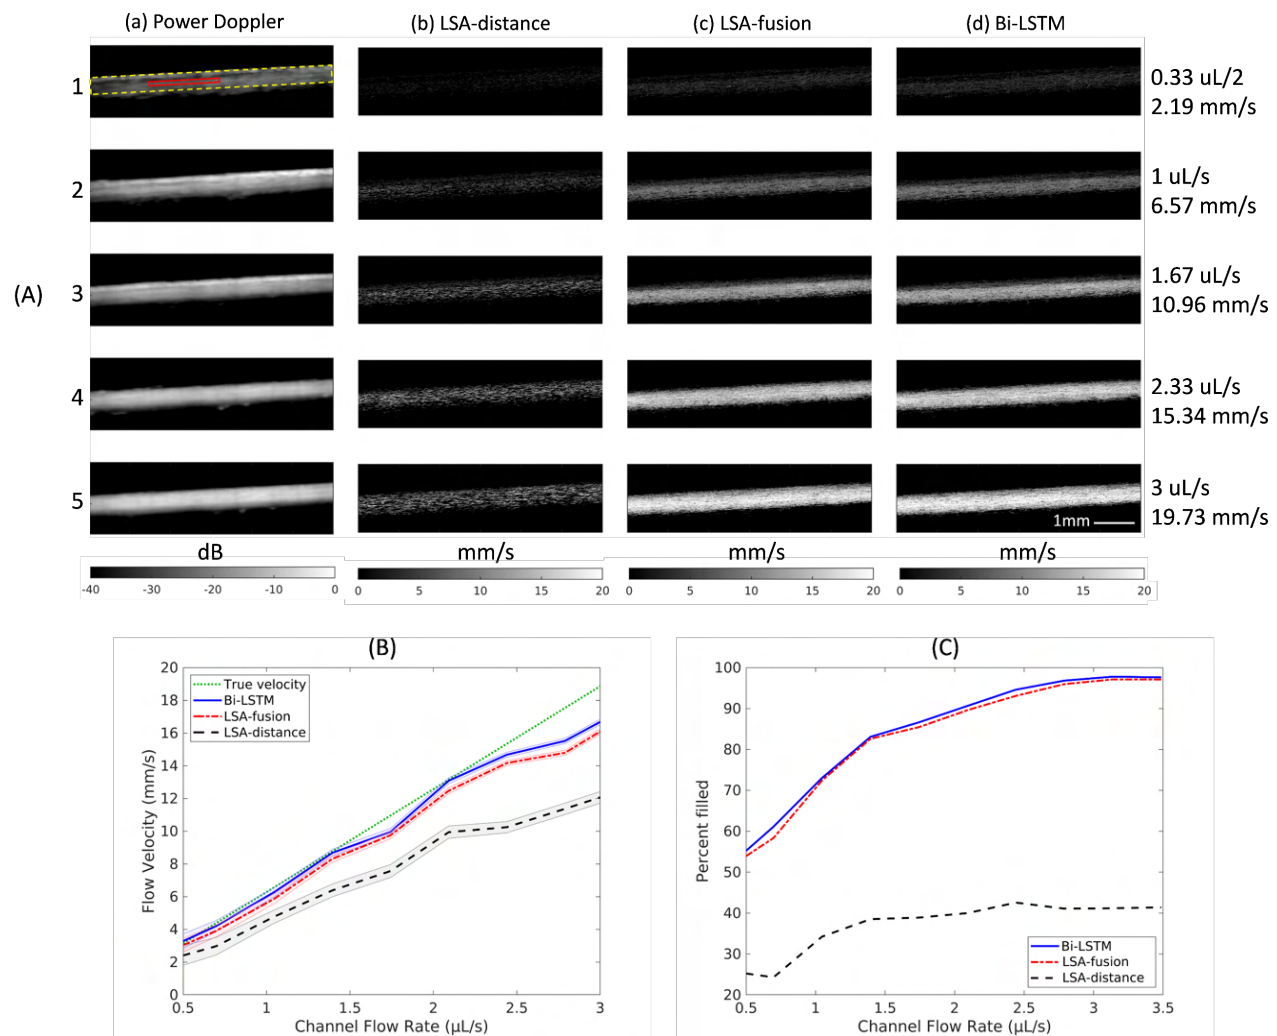 (a) Power Doppler (b) LSA-distance (c) LSA-fusion (d) Bi-LSTM
1 0.33 uL/2
2.19 mm/s
2 1 uL/s
6.57 mm/s
(A) 3 1.67 uL/s
10.96 mm/s
4 2.33 uL/s
15.34 mm/s
5 3 uL/s
1mm 19.73 mm/s
dB mm/s mm/s mm/s
-40 -30 -20 -10 0 0 5 10 15 20 0 5 10 15 20 0 5 10 15 20
(B)
20
18
16
14
12
10
8
6
4
2
0
Flow Velocity (mm/s)
True velocity
Bi-LSTM
LSA-fusion
LSA-distance
0.5 1 1.5 2 2.5 3
Channel Flow Rate (μL/s)
(C)
100
90
80
70
60
50
40
30
20
Percent filled
Bi-LSTM
LSA-fusion
LSA-distance
0.5 1 1.5 2 2.5 3 3.5
Channel Flow Rate (μL/s)